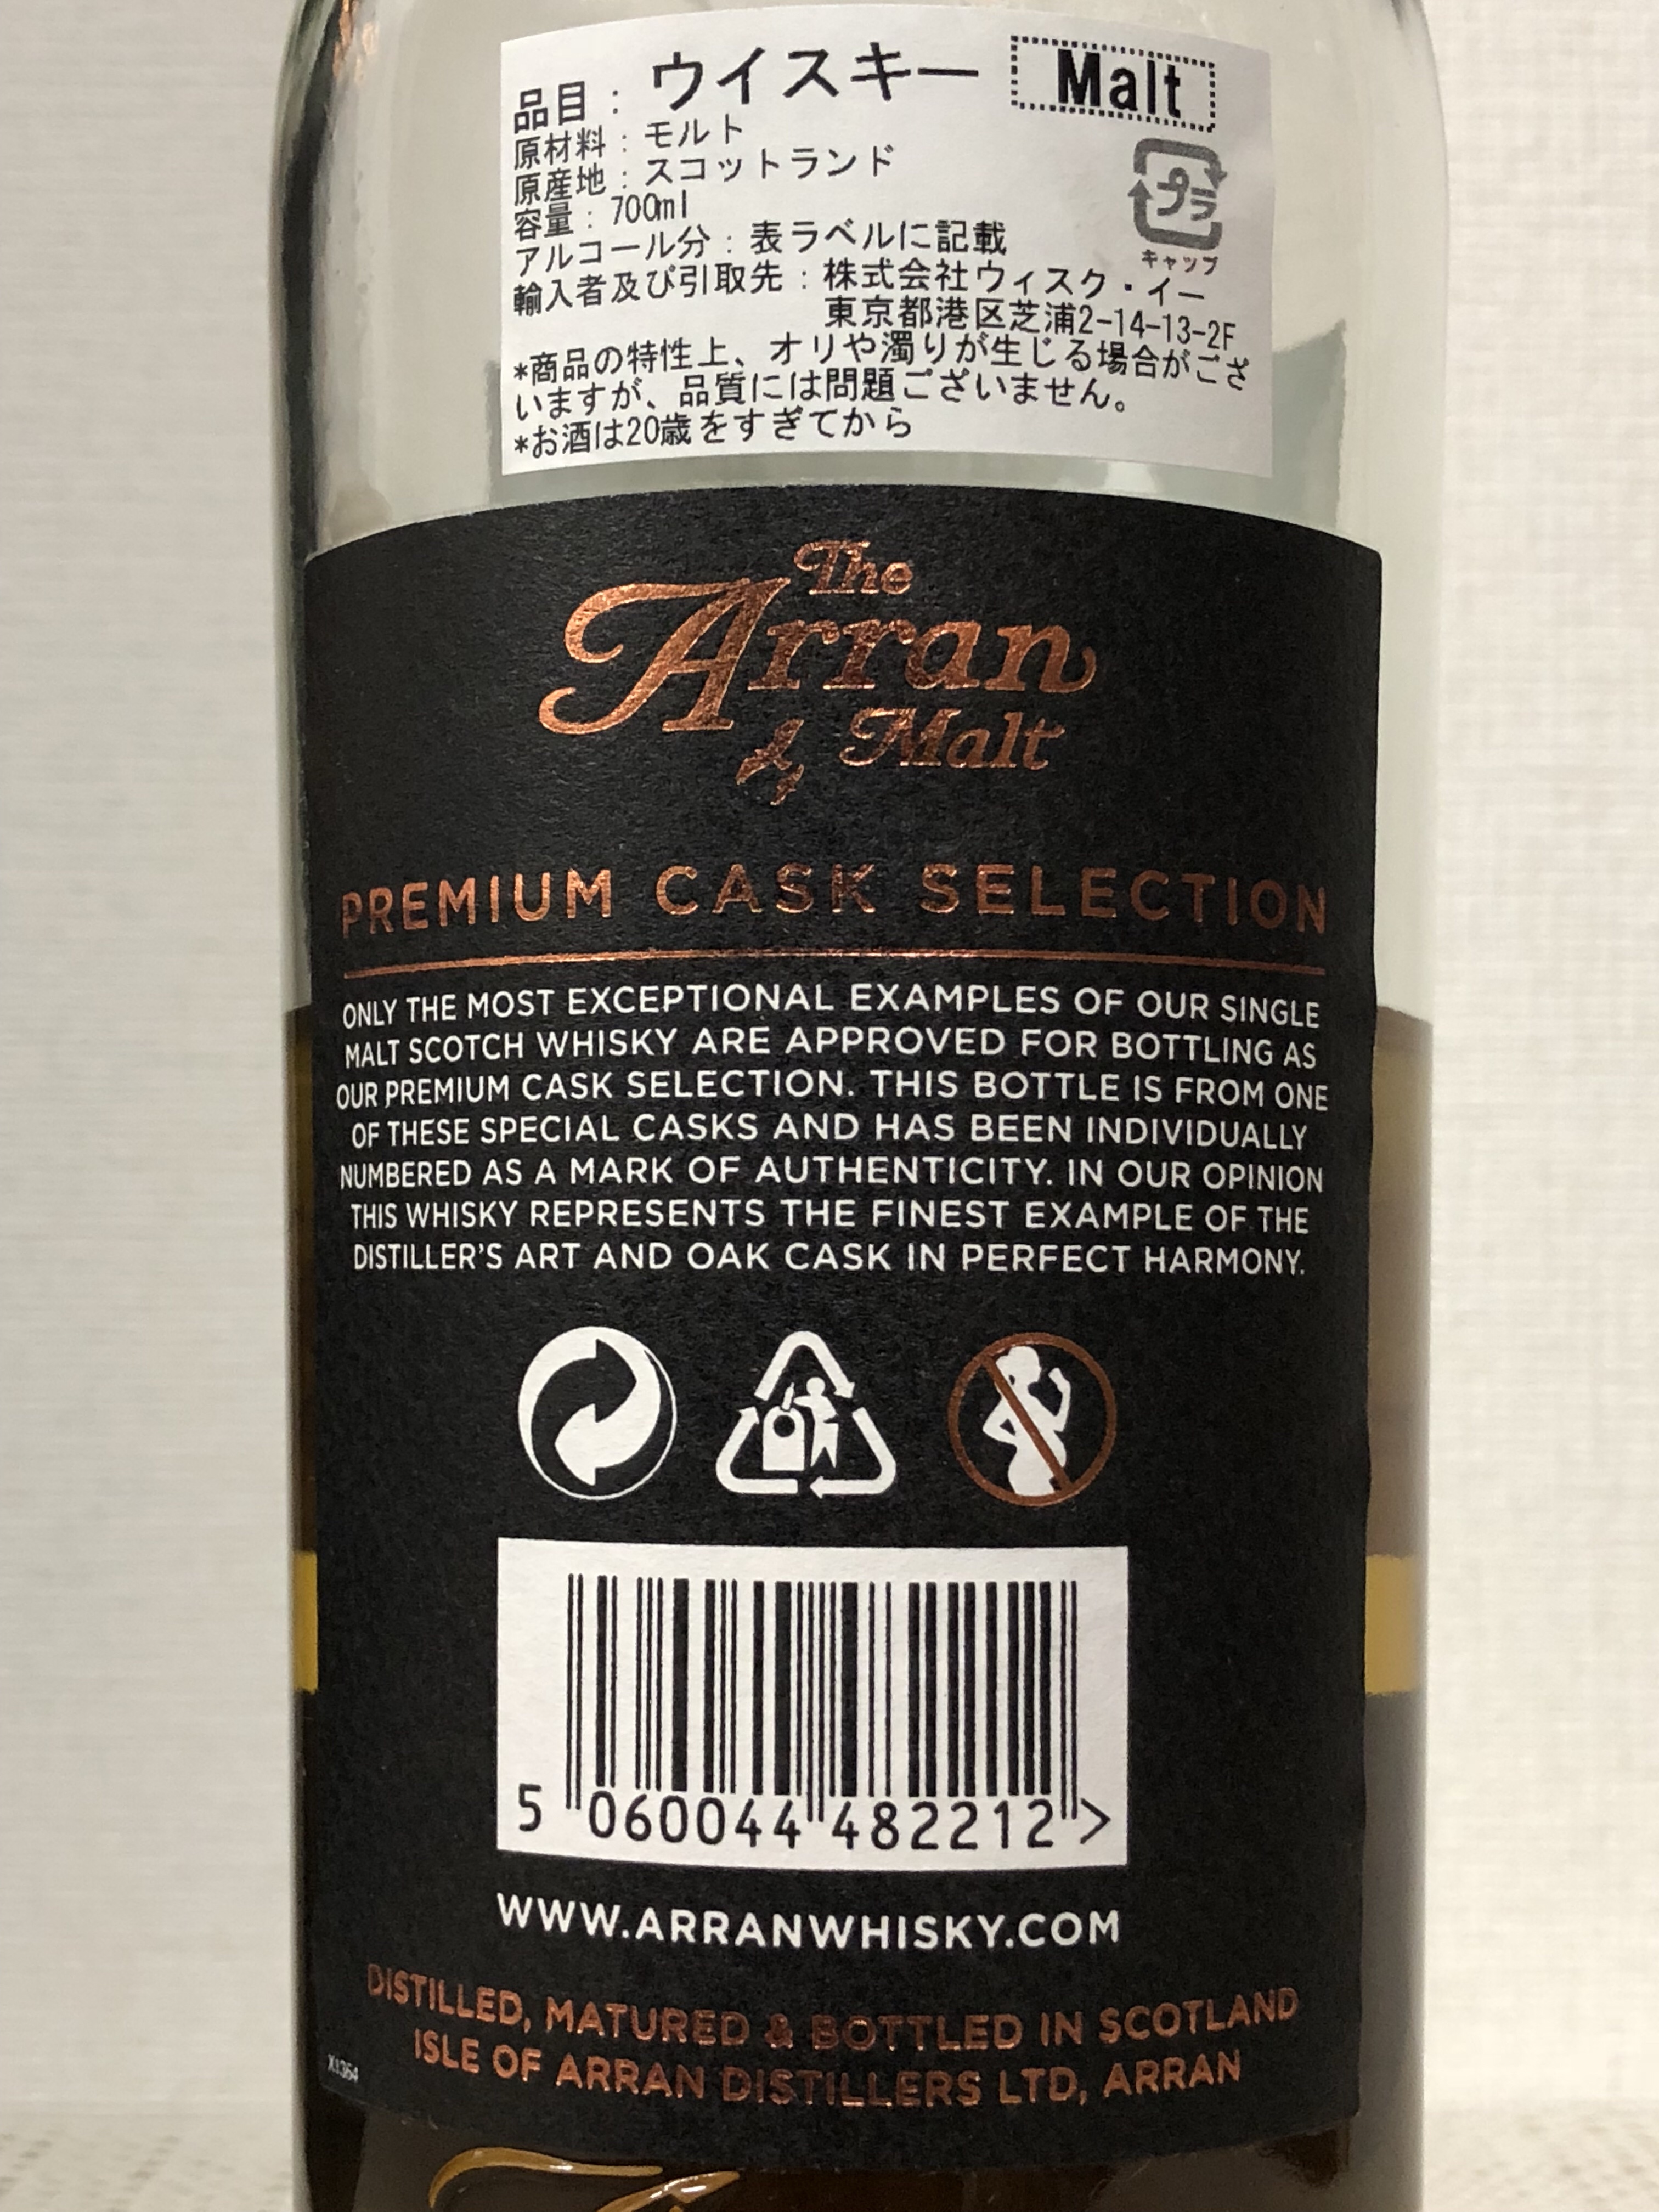 品目：ウイスキー Malt
原材料：モルト
原産地：スコットランド
容量：700ml
アルコール分：表ラベルに記載
プラ
キャップ
輸入者及び引取先：株式会社ウィスク・イー
東京都港区芝浦2-14-13-2F
*商品の特性上、オリや濁りが生じる場合がござ
いますが、品質には問題ございません。
*お酒は20歳をすぎてから
The
Arran
Malt
PREMIUM CASK SELECTION
ONLY THE MOST EXCEPTIONAL EXAMPLES OF OUR SINGLE
MALT SCOTCH WHISKY ARE APPROVED FOR BOTTLING AS
OUR PREMIUM CASK SELECTION. THIS BOTTLE IS FROM ONE
OF THESE SPECIAL CASKS AND HAS BEEN INDIVIDUALLY
NUMBERED AS A MARK OF AUTHENTICITY. IN OUR OPINION
THIS WHISKY REPRESENTS THE FINEST EXAMPLE OF THE
DISTILLER'S ART AND OAK CASK IN PERFECT HARMONY.
5 060044 482212 >
WWW.ARRANWHISKY.COM
DISTILLED, MATURED & BOTTLED IN SCOTLAND
ISLE OF ARRAN DISTILLERS LTD, ARRAN